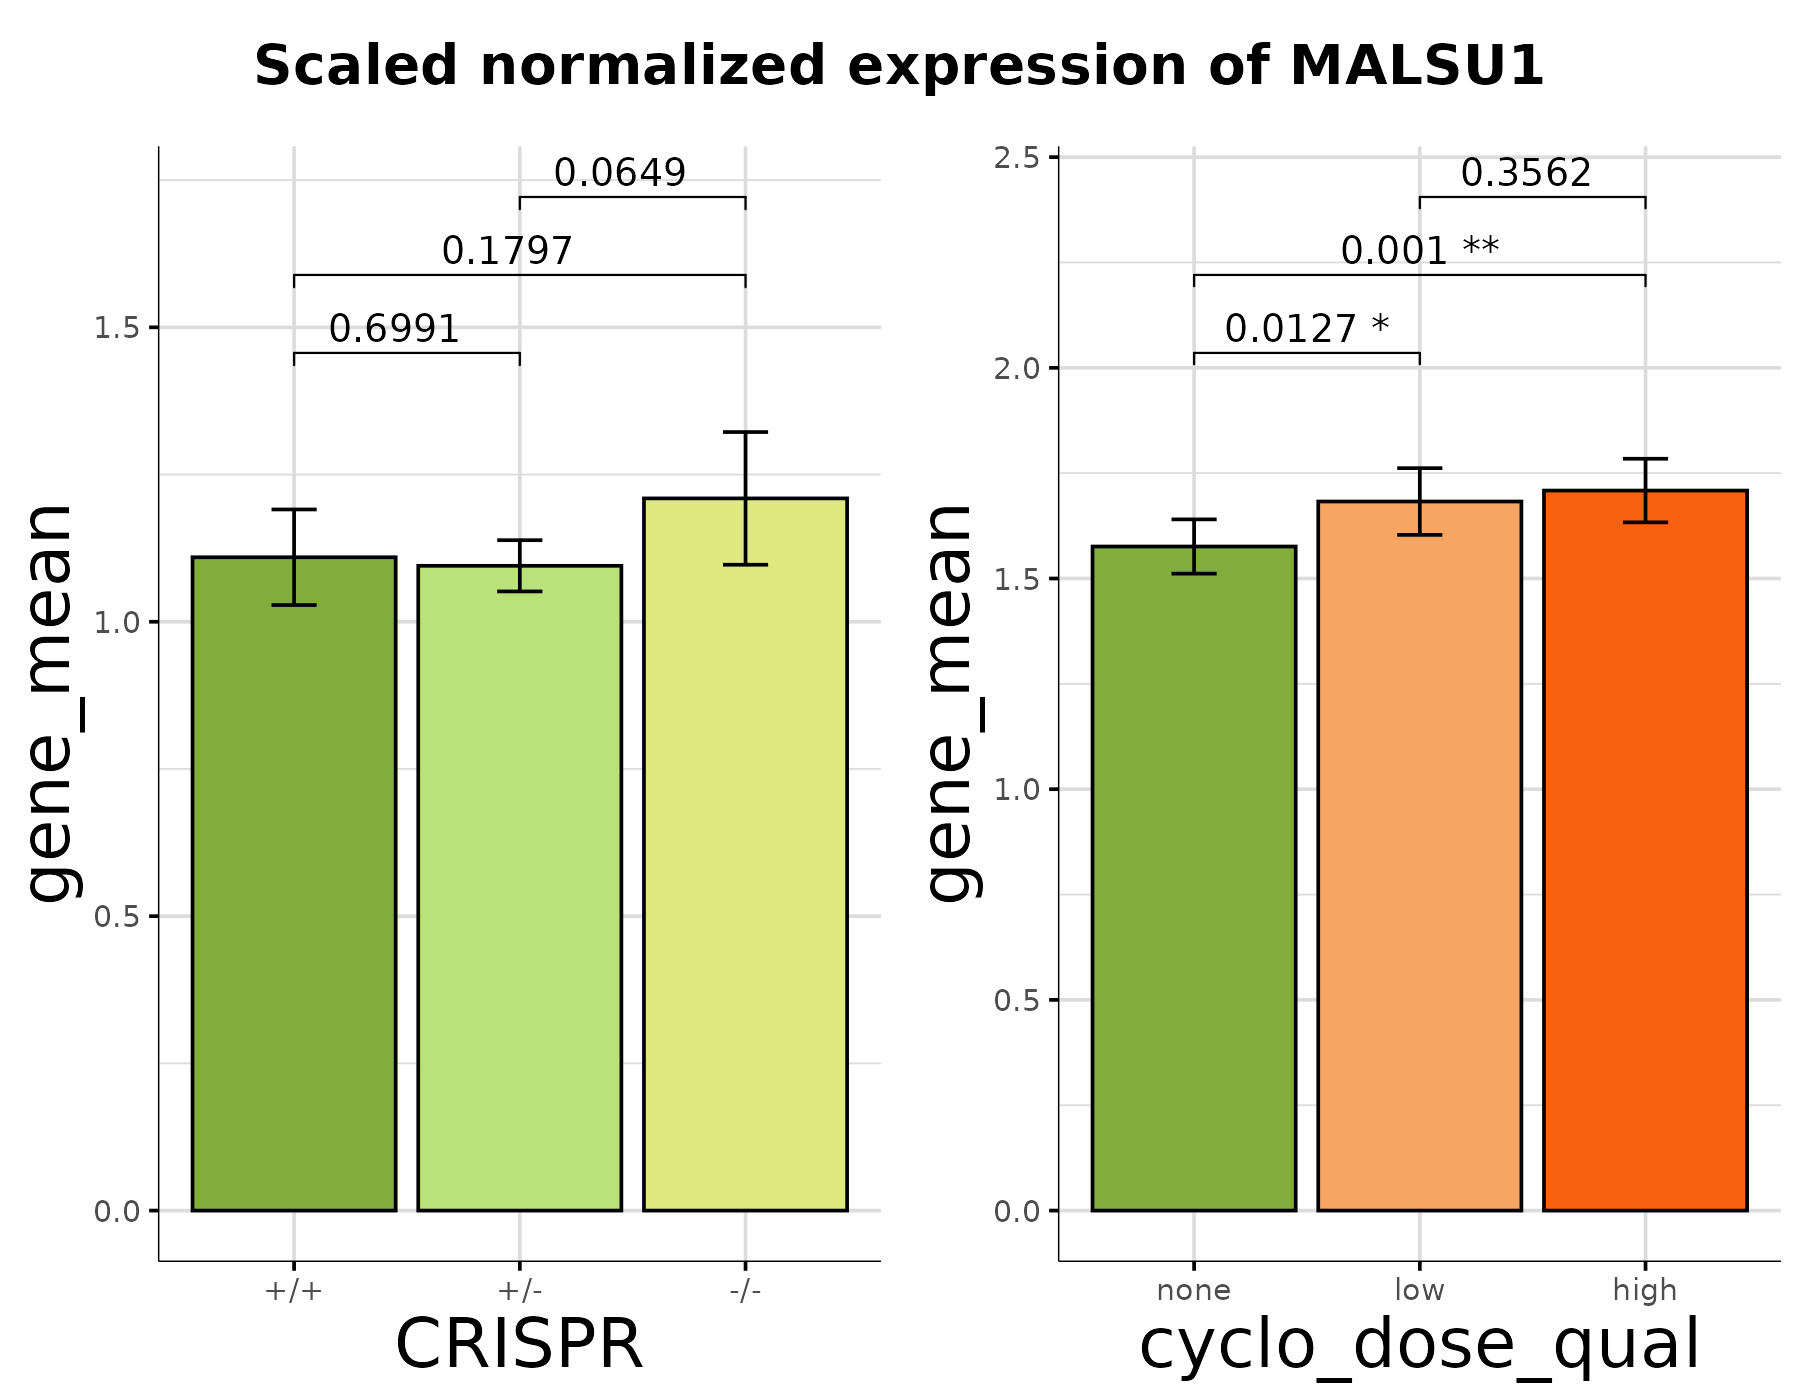 Scaled normalized expression of MALSU1
gene_mean
1.5
1.0
0.5
0.0
0.0649
0.1797
0.6991
+/+
+/-
-/-
CRISPR
gene_mean
2.5
2.0
1.5
1.0
0.5
0.0
0.3562
0.001 **
0.0127 *
none
low
high
cyclo_dose_qual